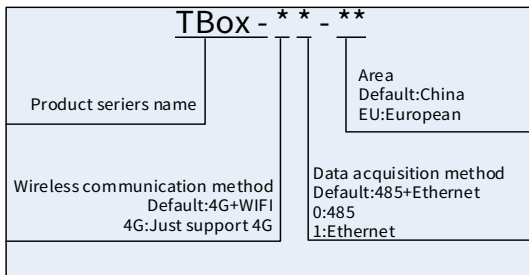 TBox - * * - **
Product seriers name
Area
Default:China
EU:European
Wireless communication method
Default:4G+WIFI
4G:Just support 4G
Data acquisition method
Default:485+Ethernet
0:485
1:Ethernet